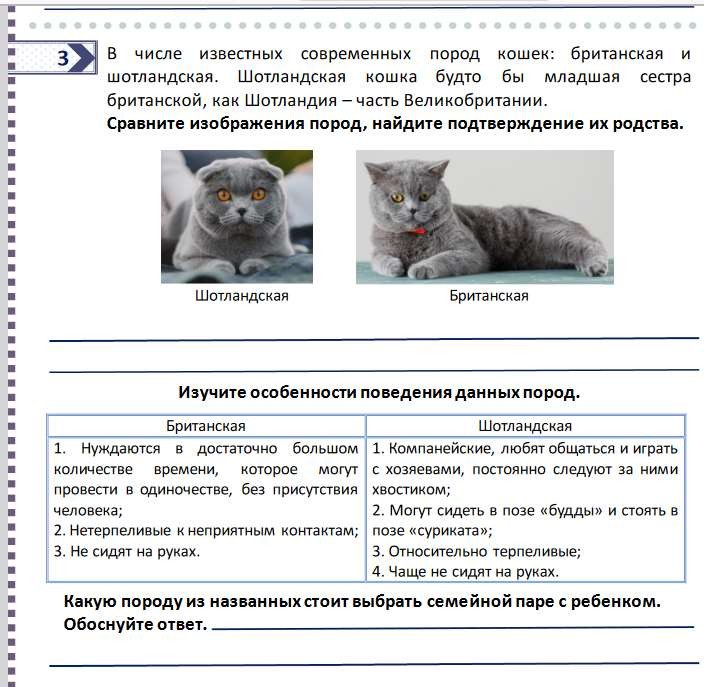 3
В числе известных современных пород кошек: британская и
шотландская. Шотландская кошка будто бы младшая сестра
британской, как Шотландия – часть Великобритании.
Сравните изображения пород, найдите подтверждение их родства.
Шотландская
Британская
Изучите особенности поведения данных пород.
Британская
Шотландская
1. Нуждаются в достаточно большом
количестве времени, которое могут
провести в одиночестве, без присутствия
человека;
2. Нетерпеливые к неприятным контактам;
3. Не сидят на руках.
1. Компанейские, любят общаться и играть
с хозяевами, постоянно следуют за ними
хвостиком;
2. Могут сидеть в позе «будды» и стоять в
позе «суриката»;
3. Относительно терпеливые;
4. Чаще не сидят на руках.
Какую породу из названных стоит выбрать семейной паре с ребенком.
Обоснуйте ответ.